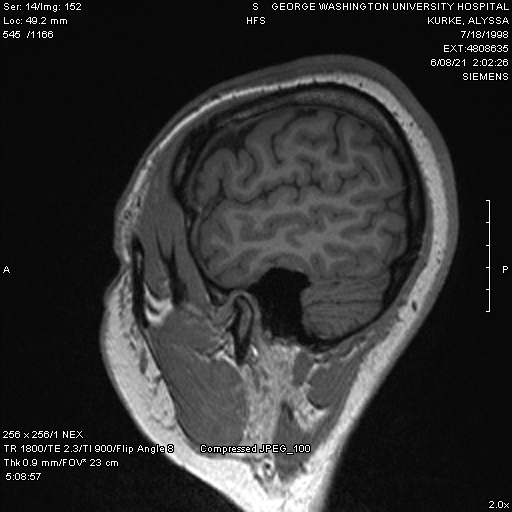 Ser: 14/Img: 152
Loc: 49.2 mm
545 /1166
S GEORGE WASHINGTON UNIVERSITY HOSPITAL
HFS KURKE, ALYSSA
7/18/1998
EXT:4808635
6/08/21 2:02:26
SIEMENS
A
P
256 x 256/1 NEX
TR 1800/TE 2.3/TI 900/Flip Angle 8
Thk 0.9 mm/FOV* 23 cm
5:08:57
Compressed JPEG_100
2.0x